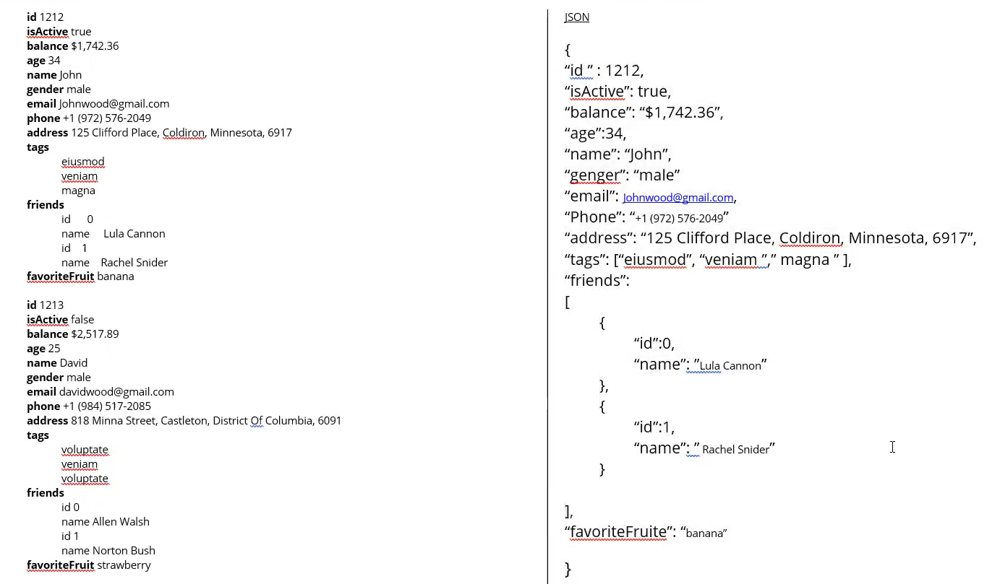 id 1212
isActive true
balance $1,742.36
age 34
name John
gender male
email Johnwood@gmail.com
phone +1 (972) 576-2049
address 125 Clifford Place, Coldiron, Minnesota, 6917
tags
eiusmod
veniam
magna
friends
id 0
name Lula Cannon
id 1
name Rachel Snider
favoriteFruit banana
id 1213
isActive false
balance $2,517.89
age 25
name David
gender male
email davidwood@gmail.com
phone +1 (984) 517-2085
address 818 Minna Street, Castleton, District Of Columbia, 6091
tags
voluptate
veniam
voluptate
friends
id 0
name Allen Walsh
id 1
name Norton Bush
favoriteFruit strawberry
JSON
{
“id ” : 1212,
“isActive”: true,
“balance”: “$1,742.36”,
“age”:34,
“name”: “John”,
“genger”: “male”
“email”: Johnwood@gmail.com,
“Phone”: “+1 (972) 576-2049”
“address”: “125 Clifford Place, Coldiron, Minnesota, 6917”,
“tags”: [“eiusmod”, “veniam ”,” magna ” ],
“friends”:
[
{
“id”:0,
“name”: ”Lula Cannon”
},
{
“id”:1,
“name”: ” Rachel Snider”
}
],
“favoriteFruite”: “banana”
}